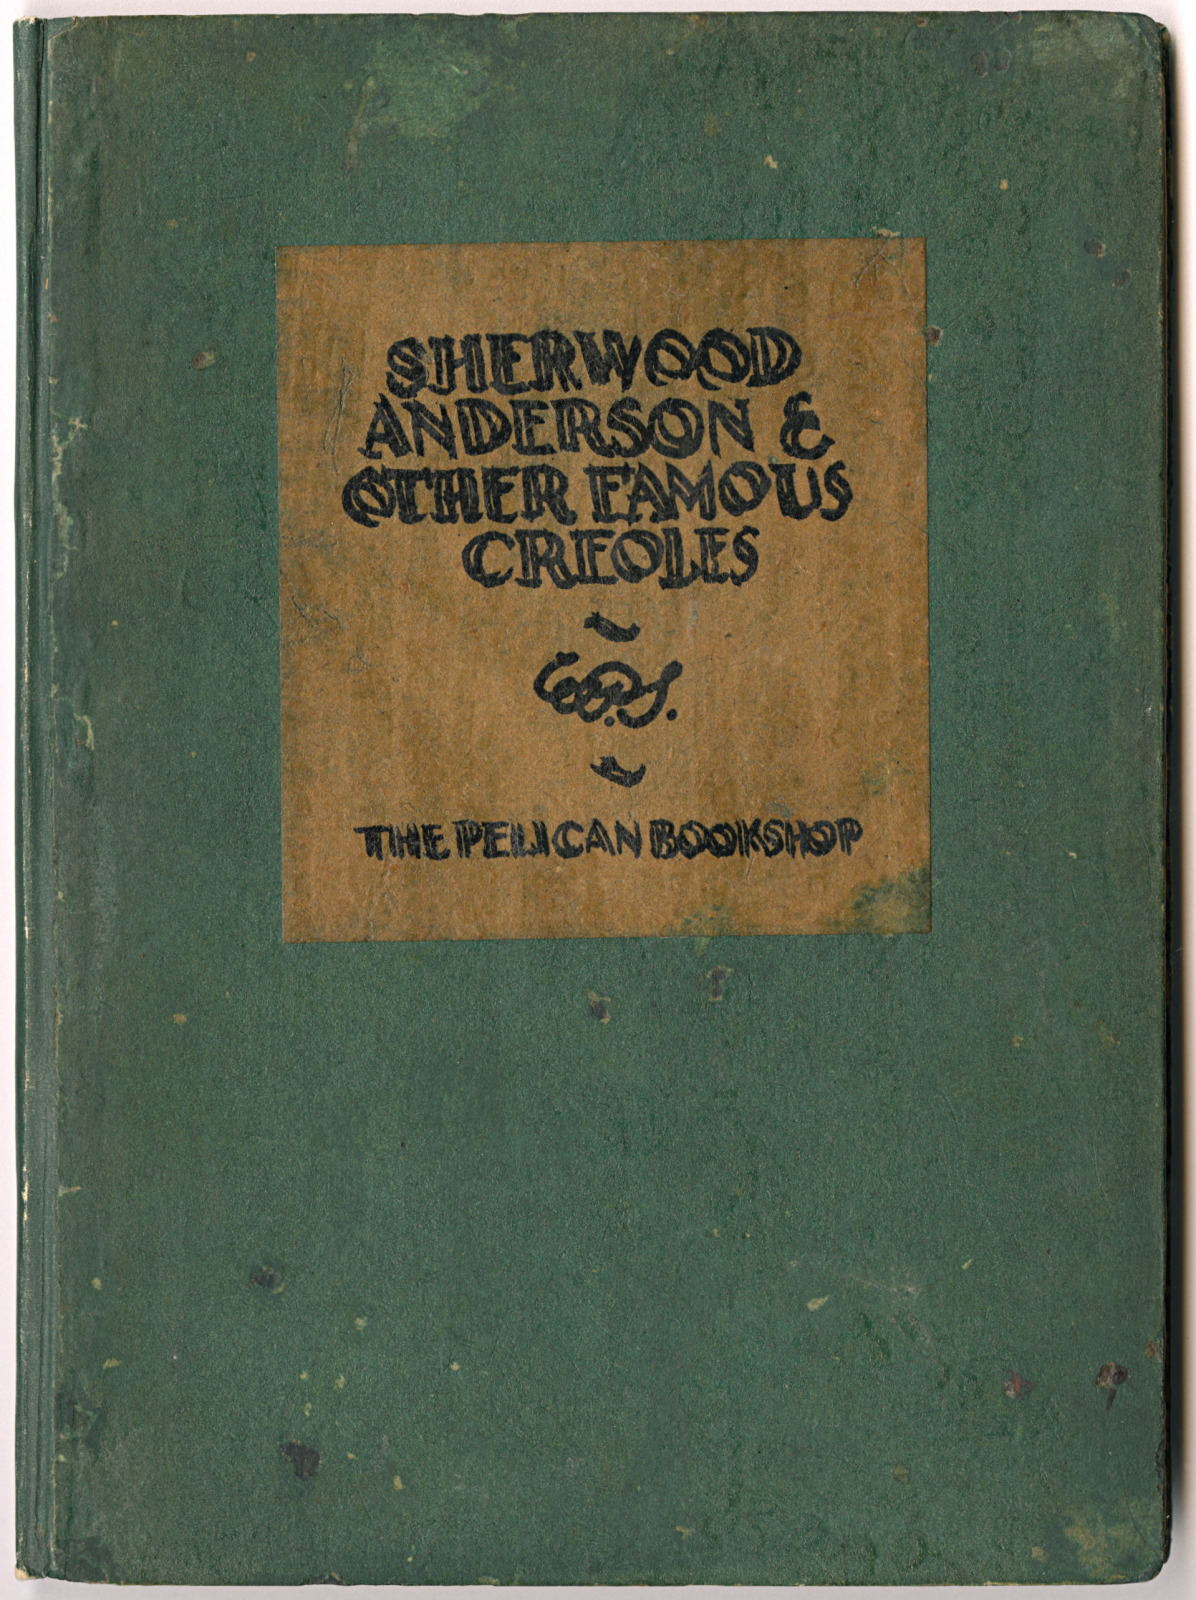 SHERWOOD
ANDERSON &
OTHER FAMOUS
CREOLES
THE PELICAN BOOKSHOP